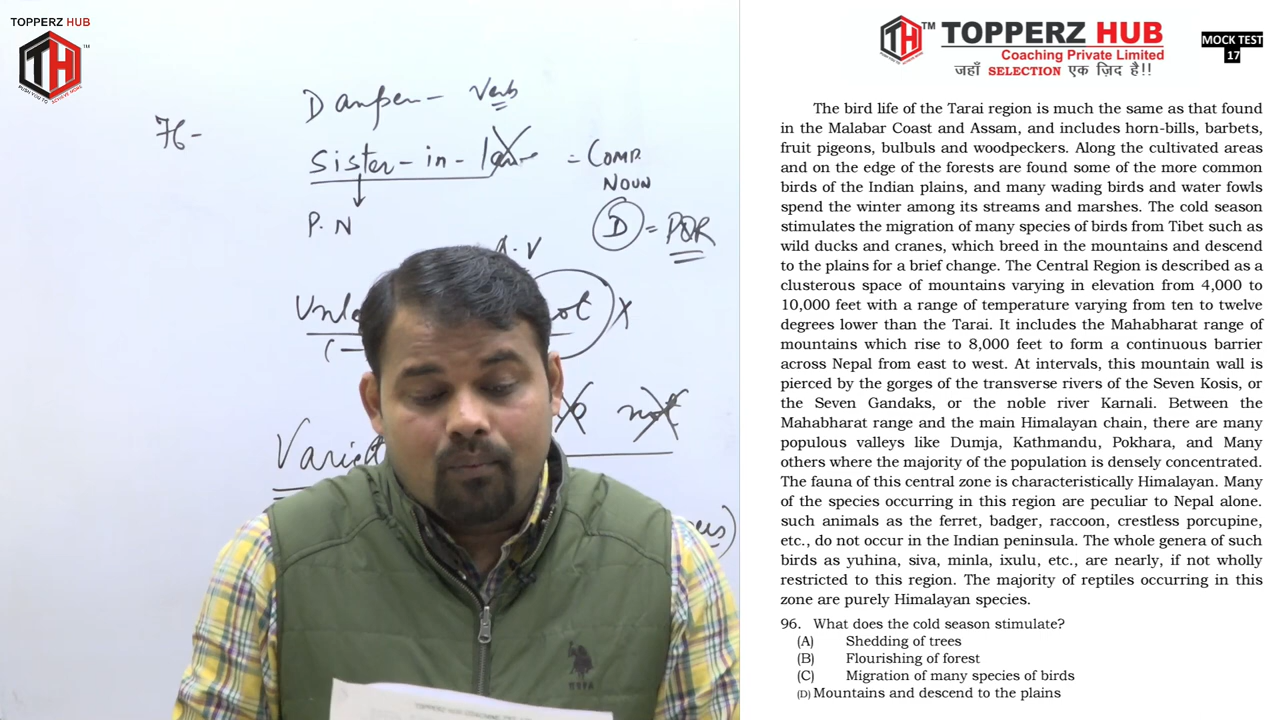 TOPPERZ HUB
TH
TM
PUSH YOU TO ACHIEVE MORE
76-
Dampen - Verb
Sister-in-law = Comp. Noun
P. N
D = PQR
A. V
not X
not
TH TM TOPPERZ HUB
Coaching Private Limited
जहाँ SELECTION एक ज़िद है!!
MOCK TEST
17
The bird life of the Tarai region is much the same as that found
in the Malabar Coast and Assam, and includes horn-bills, barbets,
fruit pigeons, bulbuls and woodpeckers. Along the cultivated areas
and on the edge of the forests are found some of the more common
birds of the Indian plains, and many wading birds and water fowls
spend the winter among its streams and marshes. The cold season
stimulates the migration of many species of birds from Tibet such as
wild ducks and cranes, which breed in the mountains and descend
to the plains for a brief change. The Central Region is described as a
clusterous space of mountains varying in elevation from 4,000 to
10,000 feet with a range of temperature varying from ten to twelve
degrees lower than the Tarai. It includes the Mahabharat range of
mountains which rise to 8,000 feet to form a continuous barrier
across Nepal from east to west. At intervals, this mountain wall is
pierced by the gorges of the transverse rivers of the Seven Kosis, or
the Seven Gandaks, or the noble river Karnali. Between the
Mahabharat range and the main Himalayan chain, there are many
populous valleys like Dumja, Kathmandu, Pokhara, and Many
others where the majority of the population is densely concentrated.
The fauna of this central zone is characteristically Himalayan. Many
of the species occurring in this region are peculiar to Nepal alone.
such animals as the ferret, badger, raccoon, crestless porcupine,
etc., do not occur in the Indian peninsula. The whole genera of such
birds as yuhina, siva, minla, ixulu, etc., are nearly, if not wholly
restricted to this region. The majority of reptiles occurring in this
zone are purely Himalayan species.
96. What does the cold season stimulate?
(A) Shedding of trees
(B) Flourishing of forest
(C) Migration of many species of birds
(D) Mountains and descend to the plains